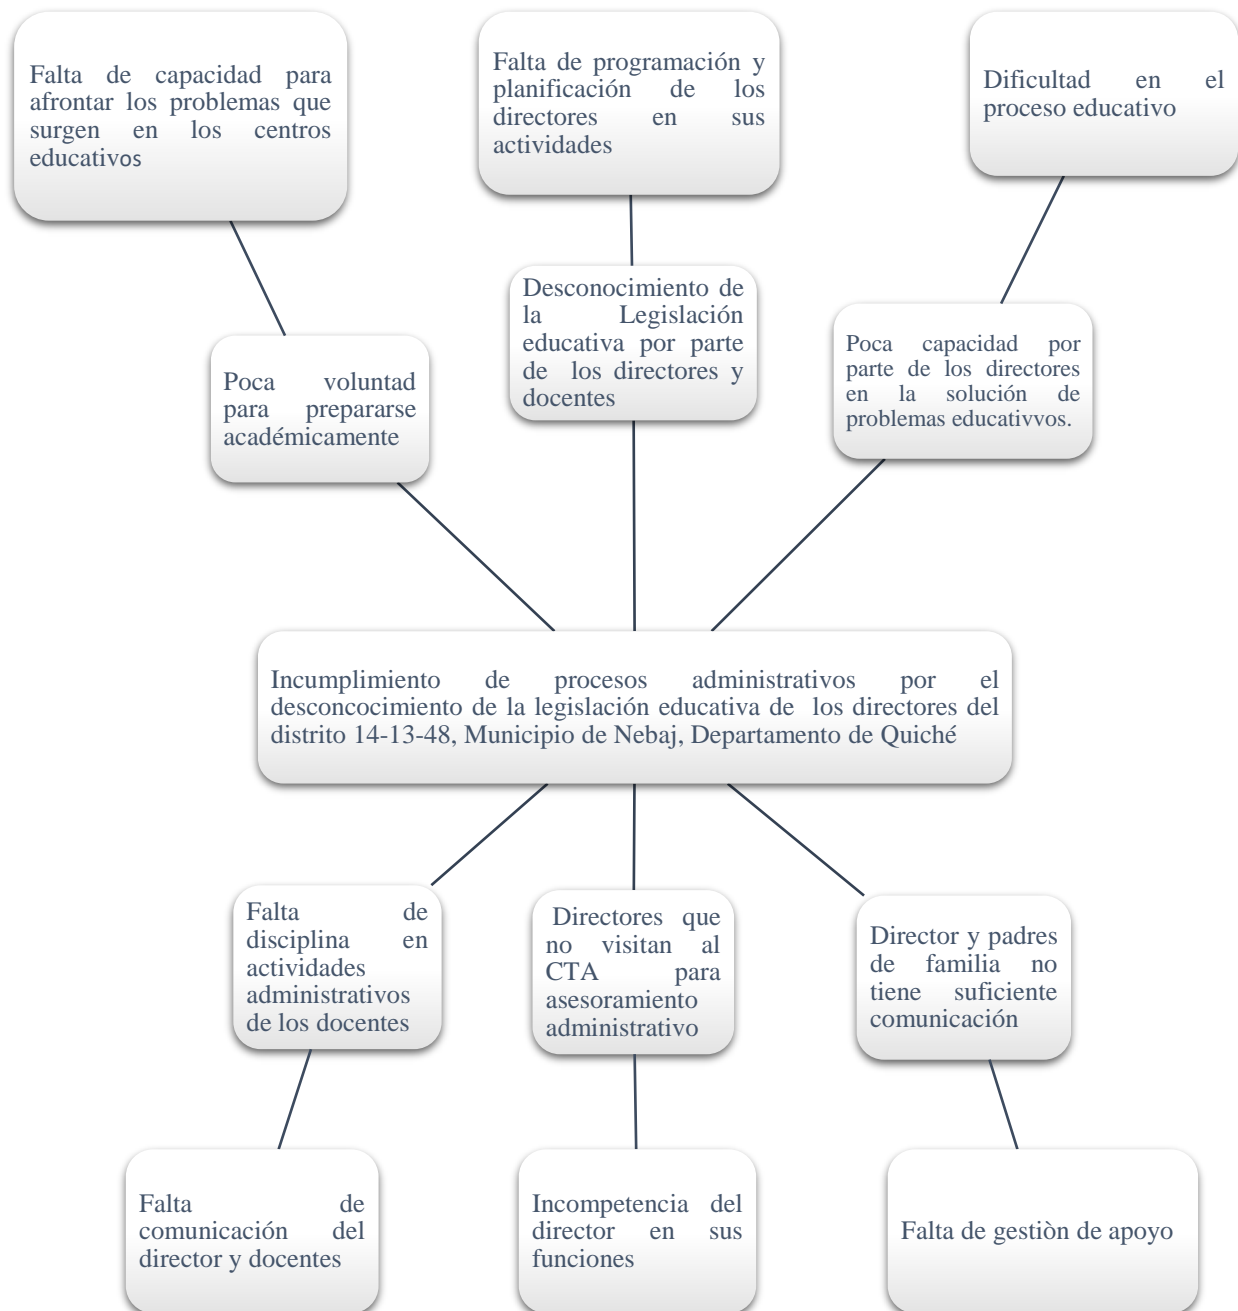 Falta de capacidad para
afrontar los problemas que
surgen en los centros
educativos
Falta de programación y
planificación de los
directores en sus
actividades
Dificultad en el
proceso educativo
Poca voluntad
para prepararse
académicamente
Desconocimiento de
la Legislación
educativa por parte
de los directores y
docentes
Poca capacidad por
parte de los directores
en la solución de
problemas educativvos.
Incumplimiento de procesos administrativos por el
desconcocimiento de la legislación educativa de los directores del
distrito 14-13-48, Municipio de Nebaj, Departamento de Quiché
Falta de
disciplina en
actividades
administrativos
de los docentes
Directores que
no visitan al
CTA para
asesoramiento
administrativo
Director y padres
de familia no
tiene suficiente
comunicación
Falta de
comunicación del
director y docentes
Incompetencia del
director en sus
funciones
Falta de gestiòn de apoyo